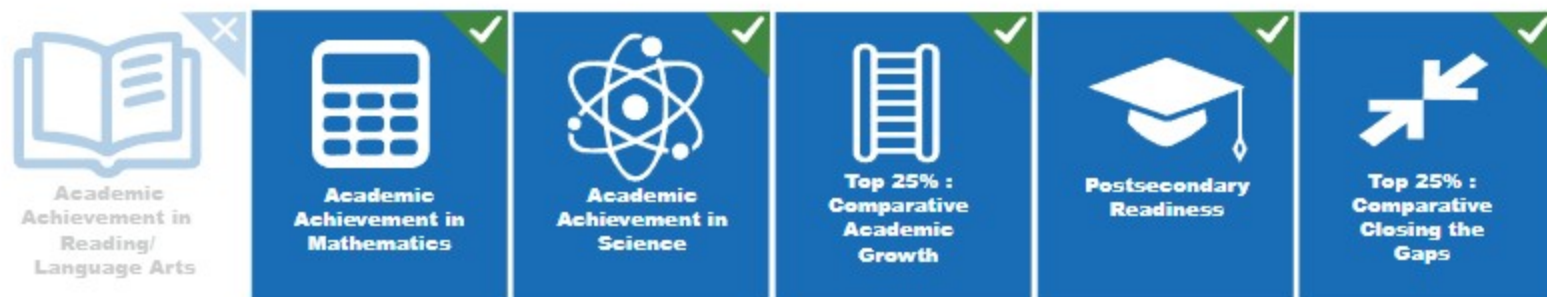 Academic
Achievement in
Reading/
Language Arts
Academic
Achievement in
Mathematics
Academic
Achievement in
Science
Top 25% :
Comparative
Academic
Growth
Postsecondary
Readiness
Top 25% :
Comparative
Closing the
Gaps